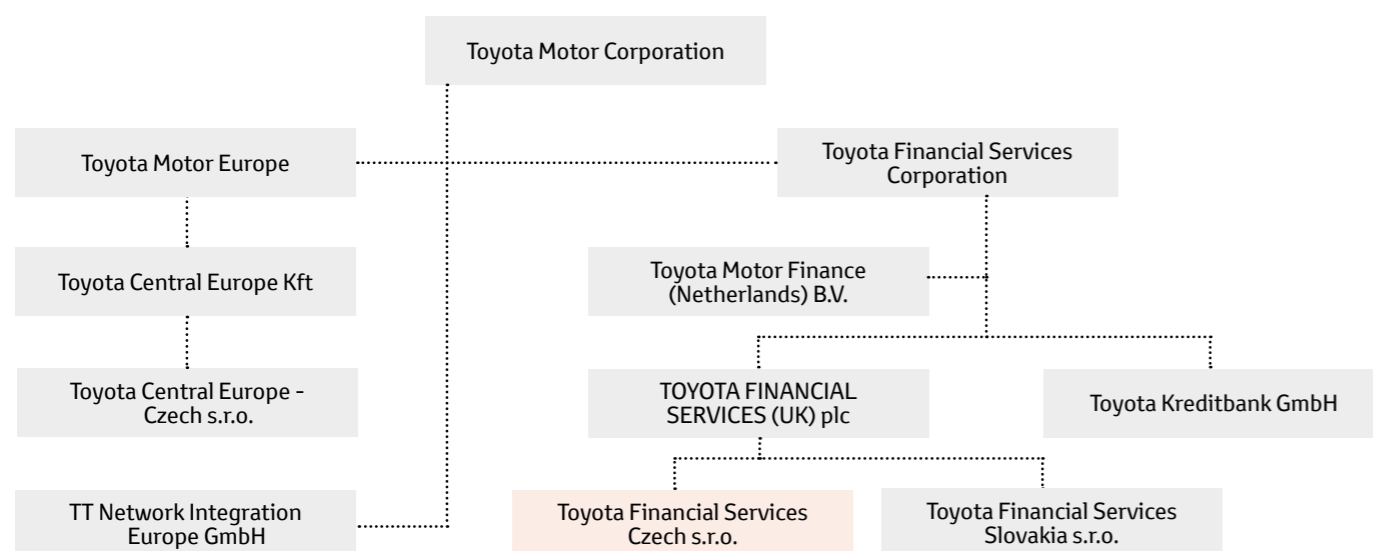 Toyota Motor Corporation
Toyota Motor Europe
Toyota Financial Services
Corporation
Toyota Central Europe Kft
Toyota Motor Finance
(Netherlands) B.V.
Toyota Central Europe -
Czech s.r.o.
TOYOTA FINANCIAL
SERVICES (UK) plc
Toyota Kreditbank GmbH
TT Network Integration
Europe GmbH
Toyota Financial Services
Czech s.r.o.
Toyota Financial Services
Slovakia s.r.o.